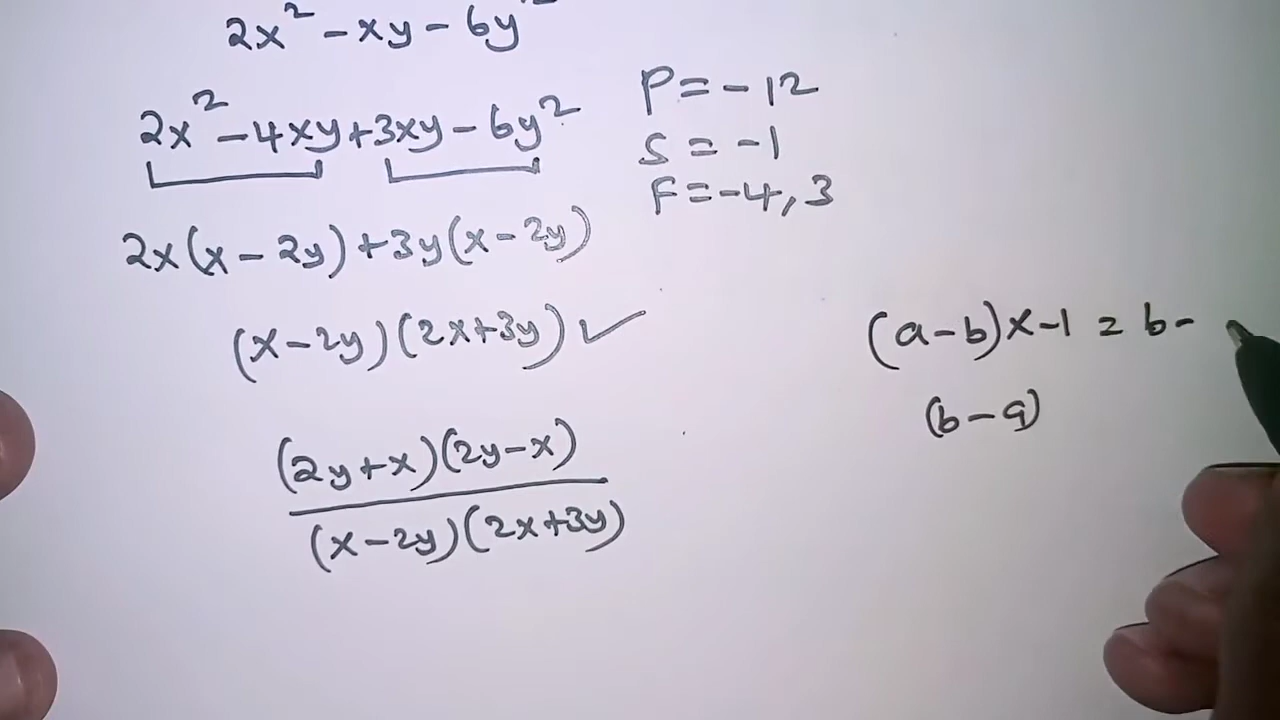 2x² - xy - 6y²
2x² - 4xy + 3xy - 6y²
P = -12
S = -1
F = -4, 3
2x(x - 2y) + 3y(x - 2y)
(x - 2y)(2x + 3y) ✓
(a - b)x - 1 = b -
(b - a)
(2y + x)(2y - x)
(x - 2y)(2x + 3y)